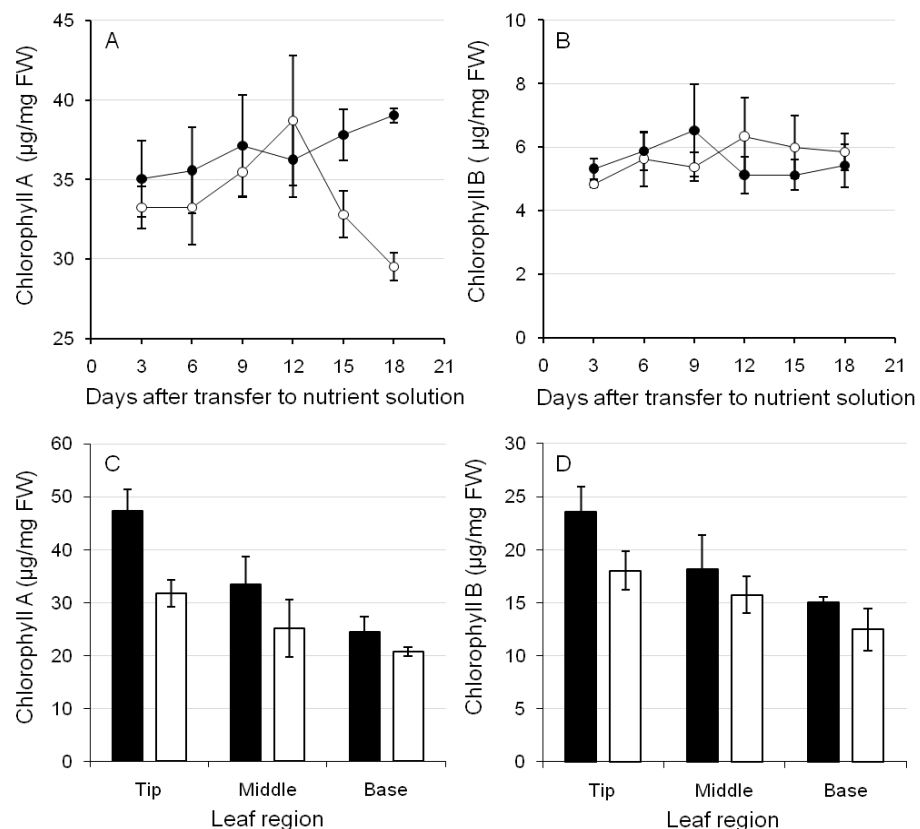 A
Chlorophyll A (µg/mg FW)
45
40
35
30
25
0 3 6 9 12 15 18 21
Days after transfer to nutrient solution
B
Chlorophyll B ( µg/mg FW)
10
8
6
4
2
0
0 3 6 9 12 15 18 21
Days after transfer to nutrient solution
C
Chlorophyll A (µg/mg FW)
60
50
40
30
20
10
0
Tip Middle Base
Leaf region
D
Chlorophyll B (µg/mg FW)
30
25
20
15
10
5
0
Tip Middle Base
Leaf region